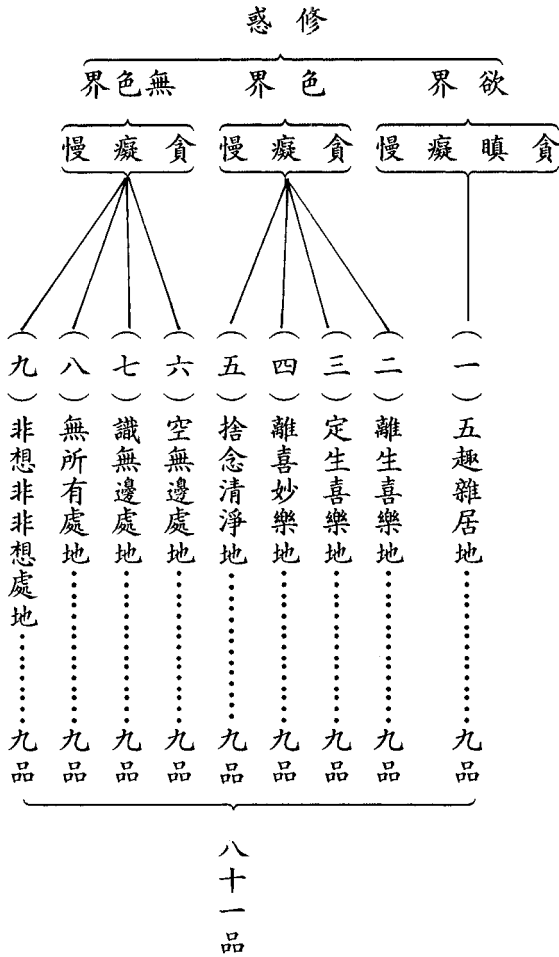 修惑
欲界
色界
無色界
貪瞋癡慢
貪癡慢
貪癡慢
（一）五趣雜居地………九品
（二）離生喜樂地………九品
（三）定生喜樂地………九品
（四）離喜妙樂地………九品
（五）捨念清淨地………九品
（六）空無邊處地………九品
（七）識無邊處地………九品
（八）無所有處地………九品
（九）非想非非想處地………九品
八十一品